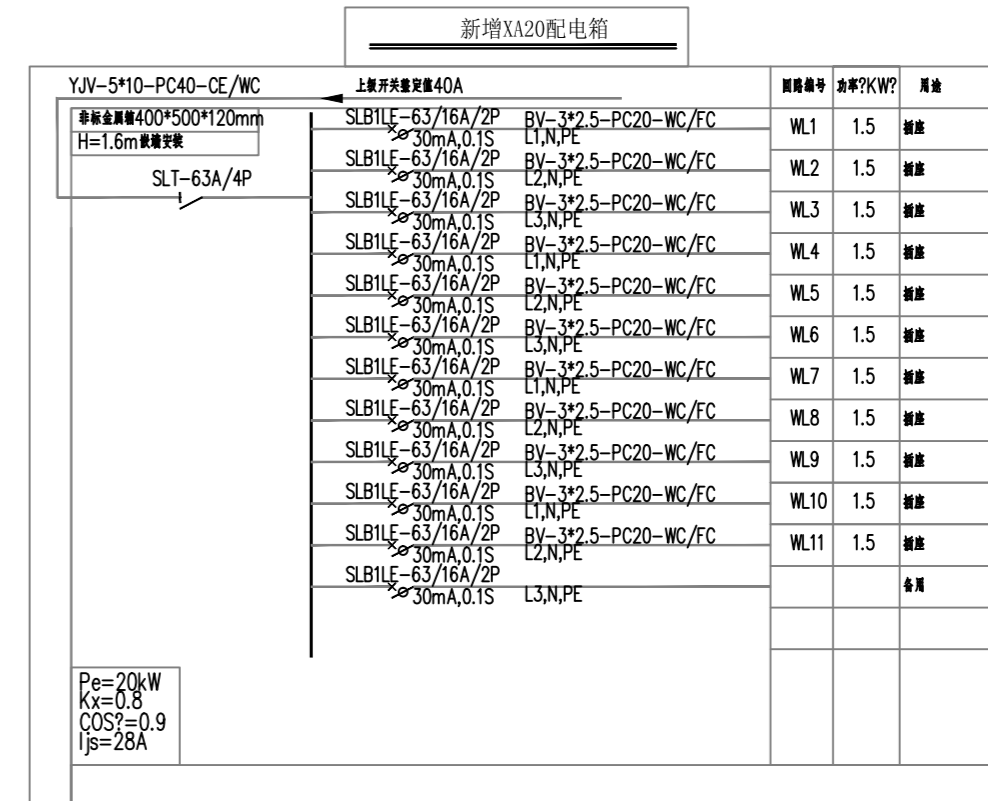 新增XA20配电箱
YJV-5*10-PC40-CE/WC 上级开关整定值40A 回路编号 功率?KW? 用途
非标金属箱400*500*120mm
H=1.6m嵌墙安装
SLT-63A/4P
SLB1LE-63/16A/2P BV-3*2.5-PC20-WC/FC WL1 1.5 插座
30mA,0.1S L1,N,PE
SLB1LE-63/16A/2P BV-3*2.5-PC20-WC/FC WL2 1.5 插座
30mA,0.1S L2,N,PE
SLB1LE-63/16A/2P BV-3*2.5-PC20-WC/FC WL3 1.5 插座
30mA,0.1S L3,N,PE
SLB1LE-63/16A/2P BV-3*2.5-PC20-WC/FC WL4 1.5 插座
30mA,0.1S L1,N,PE
SLB1LE-63/16A/2P BV-3*2.5-PC20-WC/FC WL5 1.5 插座
30mA,0.1S L2,N,PE
SLB1LE-63/16A/2P BV-3*2.5-PC20-WC/FC WL6 1.5 插座
30mA,0.1S L3,N,PE
SLB1LE-63/16A/2P BV-3*2.5-PC20-WC/FC WL7 1.5 插座
30mA,0.1S L1,N,PE
SLB1LE-63/16A/2P BV-3*2.5-PC20-WC/FC WL8 1.5 插座
30mA,0.1S L2,N,PE
SLB1LE-63/16A/2P BV-3*2.5-PC20-WC/FC WL9 1.5 插座
30mA,0.1S L3,N,PE
SLB1LE-63/16A/2P BV-3*2.5-PC20-WC/FC WL10 1.5 插座
30mA,0.1S L1,N,PE
SLB1LE-63/16A/2P BV-3*2.5-PC20-WC/FC WL11 1.5 插座
30mA,0.1S L2,N,PE
SLB1LE-63/16A/2P 备用
30mA,0.1S L3,N,PE
Pe=20kW
Kx=0.8
COS?=0.9
Ijs=28A